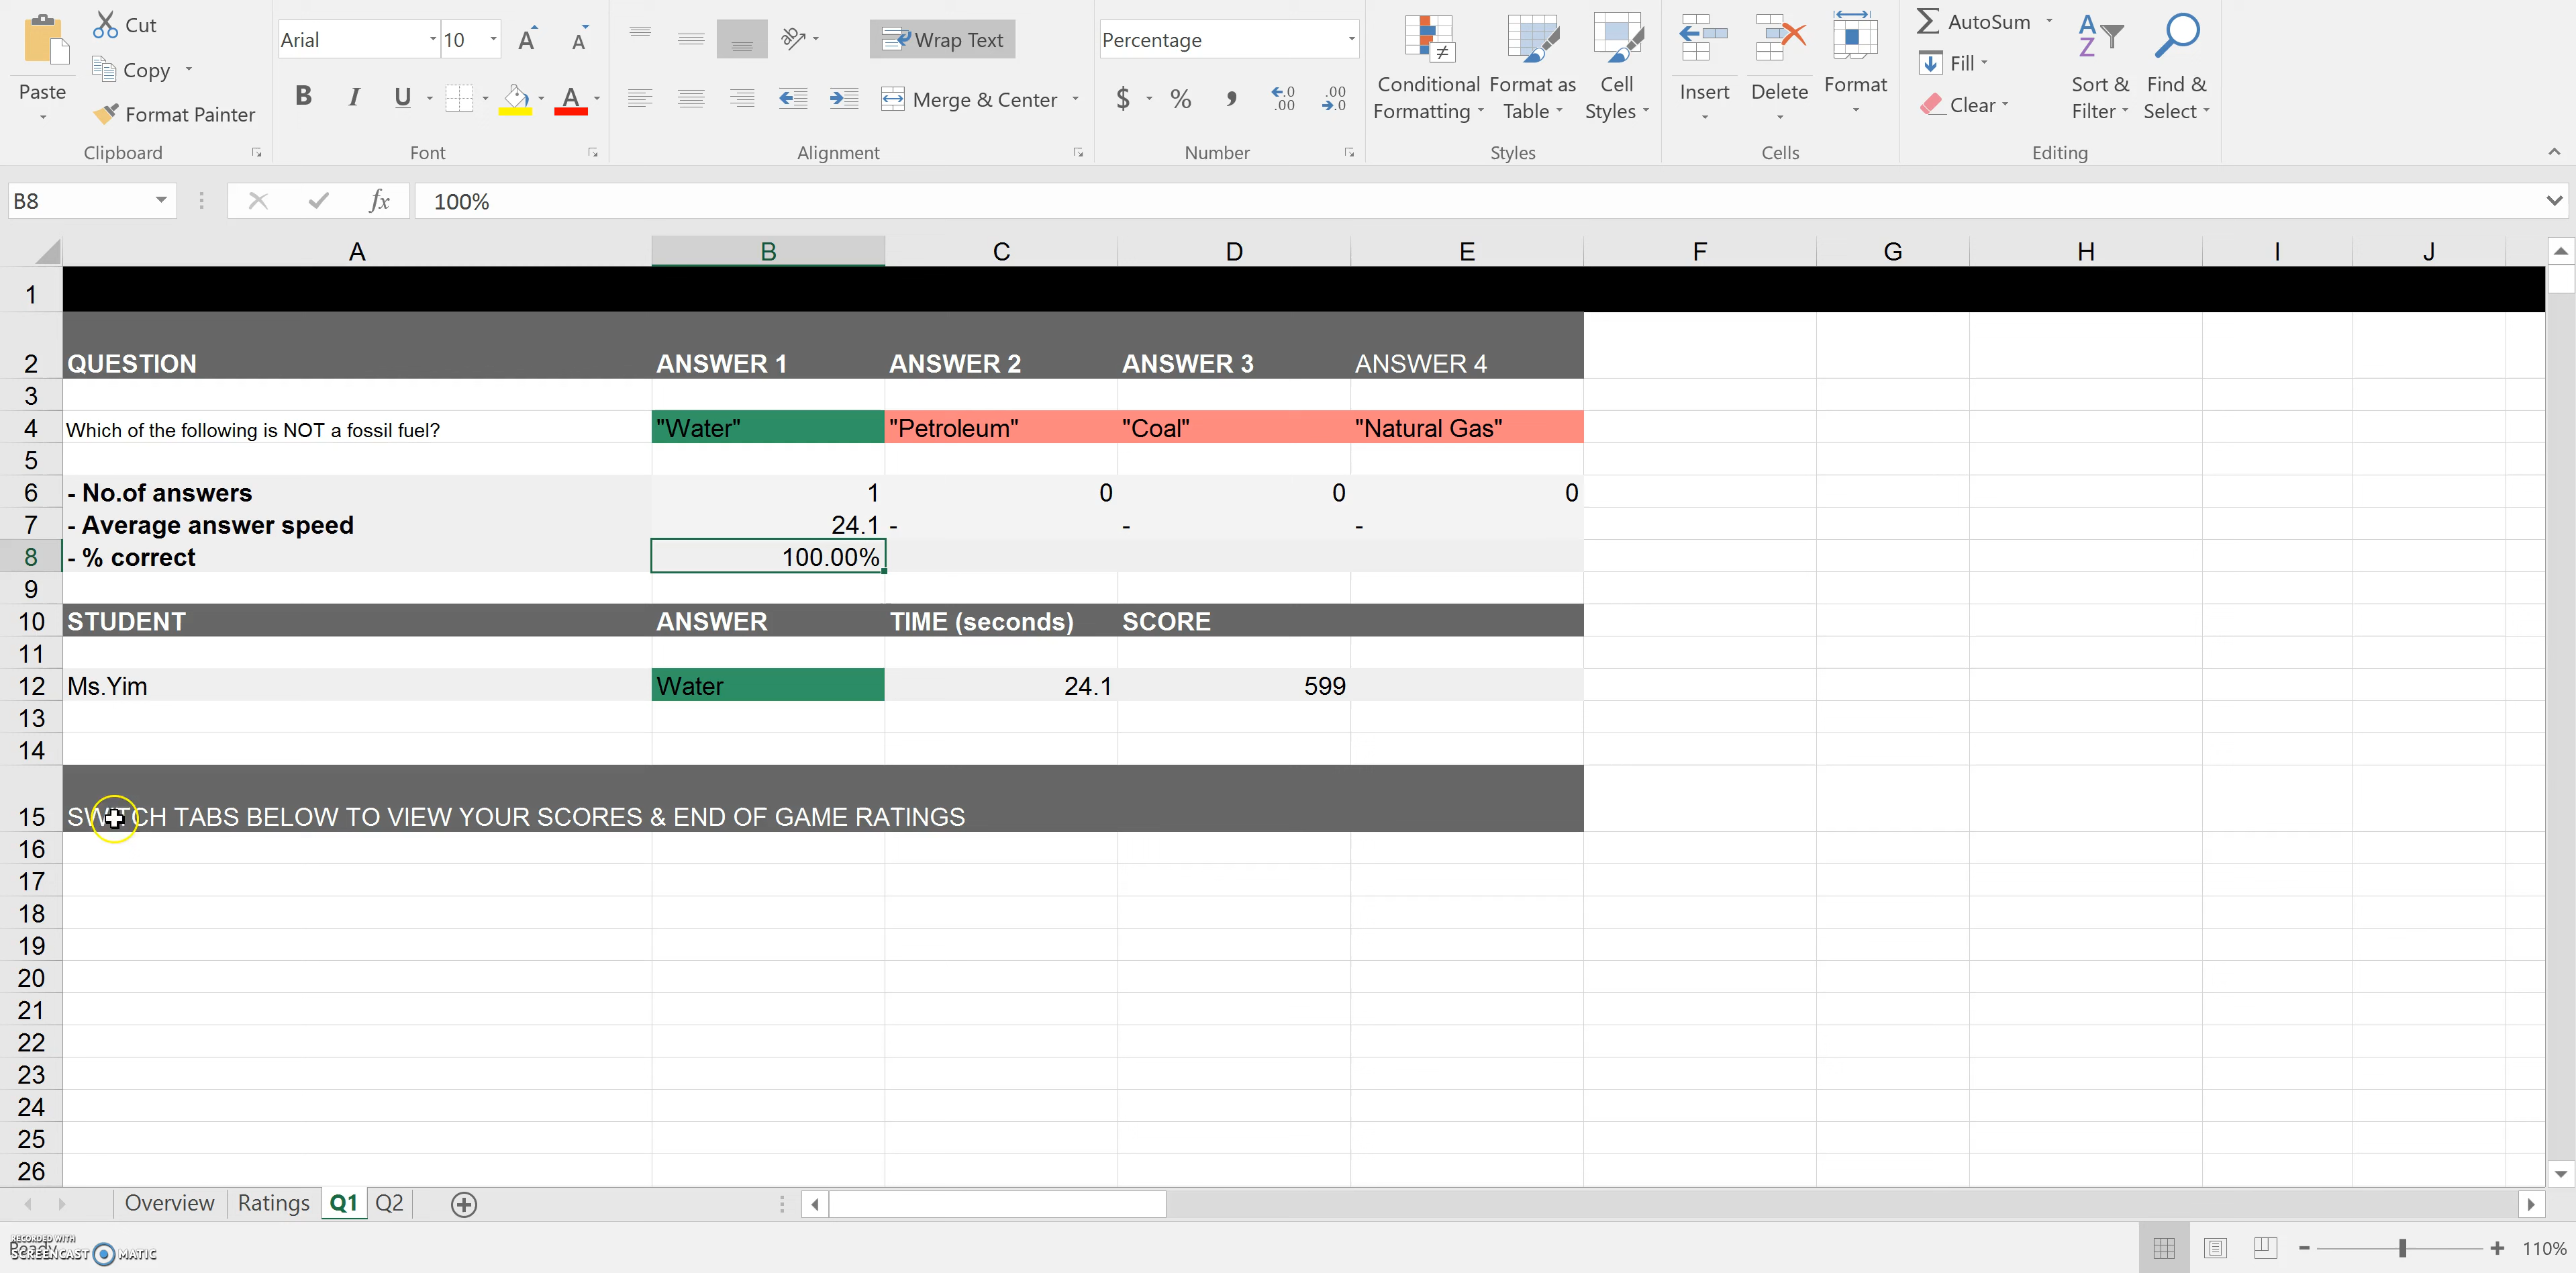 Cut
Copy
Format Painter
Paste
Clipboard
Arial 10
B I U
Font
Wrap Text
Merge & Center
Alignment
Percentage
$ % ,
Number
Conditional Formatting
Format as Table
Cell Styles
Styles
Insert
Delete
Format
Cells
AutoSum
Fill
Clear
Sort & Filter
Find & Select
Editing
B8 fx 100%
A B C D E F G H I J
1
2 QUESTION ANSWER 1 ANSWER 2 ANSWER 3 ANSWER 4
3
4 Which of the following is NOT a fossil fuel? "Water" "Petroleum" "Coal" "Natural Gas"
5
6 - No.of answers 1 0 0 0
7 - Average answer speed 24.1 - - -
8 - % correct 100.00%
9
10 STUDENT ANSWER TIME (seconds) SCORE
11
12 Ms.Yim Water 24.1 599
13
14
15 SWITCH TABS BELOW TO VIEW YOUR SCORES & END OF GAME RATINGS
16
17
18
19
20
21
22
23
24
25
26
Overview Ratings Q1 Q2
RECORDED WITH
SCREENCAST MATIC
Ready
110%